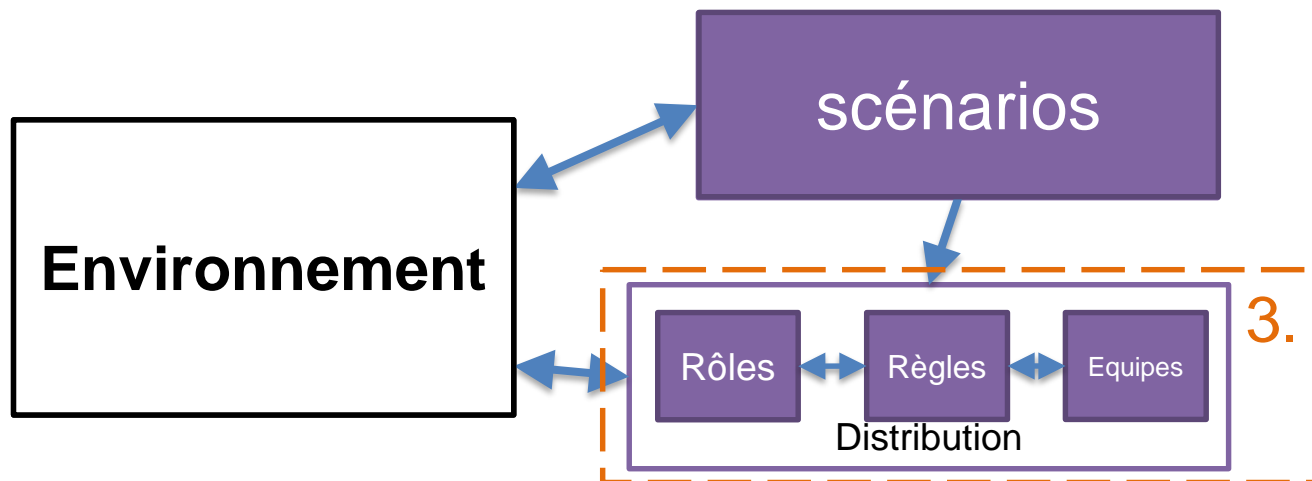 scénarios
Environnement
3.
Rôles
Règles
Equipes
Distribution